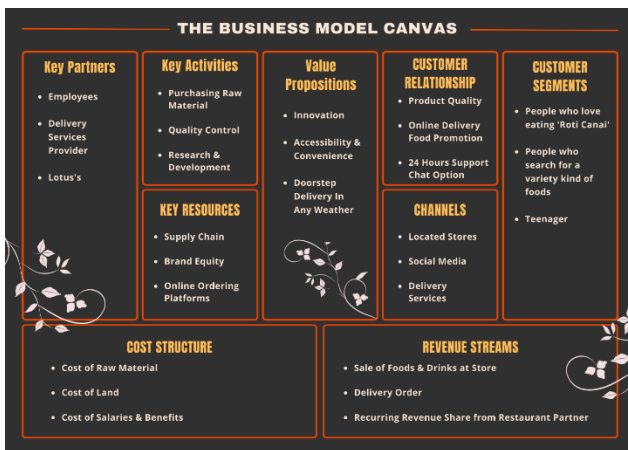 THE BUSINESS MODEL CANVAS
Key Partners
• Employees
• Delivery
Services
Provider
• Lotus's
Key Activities
• Purchasing Raw
Material
• Quality Control
• Research &
Development
KEY RESOURCES
• Supply Chain
• Brand Equity
• Online Ordering
Platforms
Value
Propositions
• Innovation
• Accessibility &
Convenience
• Doorstep
Delivery In
Any Weather
CUSTOMER
RELATIONSHIP
• Product Quality
• Online Delivery
Food Promotion
• 24 Hours Support
Chat Option
CHANNELS
• Located Stores
• Social Media
• Delivery
Services
CUSTOMER
SEGMENTS
• People who love
eating 'Roti Canai'
• People who
search for a
variety kind of
foods
• Teenager
COST STRUCTURE
• Cost of Raw Material
• Cost of Land
• Cost of Salaries & Benefits
REVENUE STREAMS
• Sale of Foods & Drinks at Store
• Delivery Order
• Recurring Revenue Share from Restaurant Partner